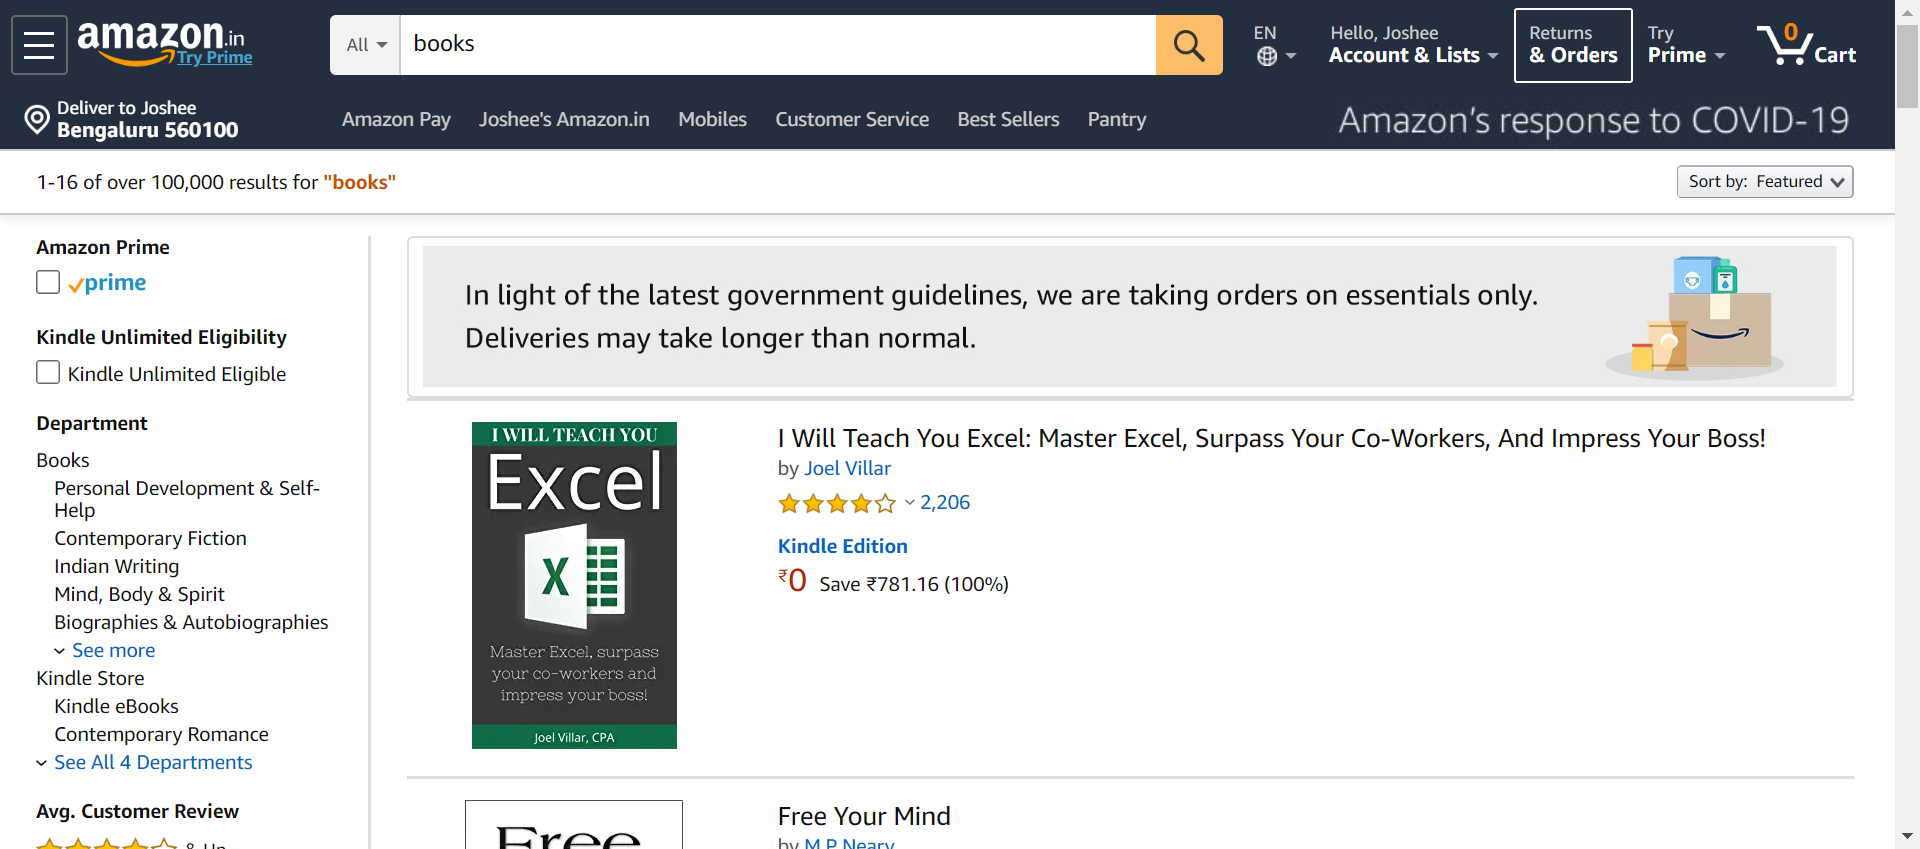 amazon.in
Try Prime
All
books
EN
Hello, Joshee
Account & Lists
Returns
& Orders
Try
Prime
0
Cart
Deliver to Joshee
Bengaluru 560100
Amazon Pay
Joshee's Amazon.in
Mobiles
Customer Service
Best Sellers
Pantry
Amazon's response to COVID-19
1-16 of over 100,000 results for "books"
Sort by: Featured
Amazon Prime
prime
Kindle Unlimited Eligibility
Kindle Unlimited Eligible
Department
Books
Personal Development & Self-
Help
Contemporary Fiction
Indian Writing
Mind, Body & Spirit
Biographies & Autobiographies
See more
Kindle Store
Kindle eBooks
Contemporary Romance
See All 4 Departments
Avg. Customer Review
& Up
In light of the latest government guidelines, we are taking orders on essentials only.
Deliveries may take longer than normal.
I WILL TEACH YOU
Excel
X
Master Excel, surpass
your co-workers and
impress your boss!
Joel Villar, CPA
I Will Teach You Excel: Master Excel, Surpass Your Co-Workers, And Impress Your Boss!
by Joel Villar
2,206
Kindle Edition
₹0 Save ₹781.16 (100%)
Free
Free Your Mind
by M P Neary